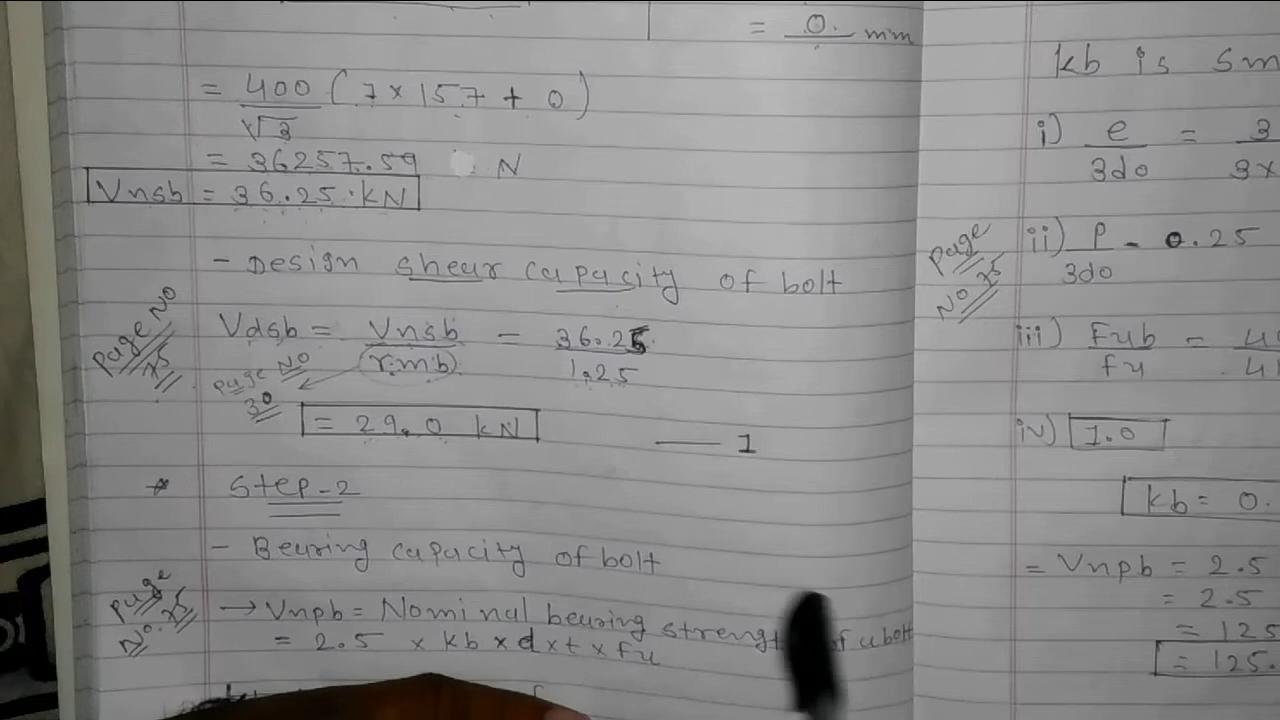 = 0. mm
= 400/√3 (7 × 157 + 0)
= 36257.59 N
Vnsb = 36.25 kN
- Design shear capacity of bolt
Page No 75
Vdsb = Vnsb/(rmb) = 36.25/1.25
page No 30
= 29.0 kN —— 1
* Step-2
- Bearing capacity of bolt
page No. 75
→ Vnpb = Nominal bearing strengt of a bolt
= 2.5 × kb × d × t × fu
kb is sm
i) e/3do = 3/3×
page No 75
ii) P/3do - 0.25
iii) Fub/fu = 4
iv) 1.0
kb = 0.
= Vnpb = 2.5
= 2.5
= 125
= 125.